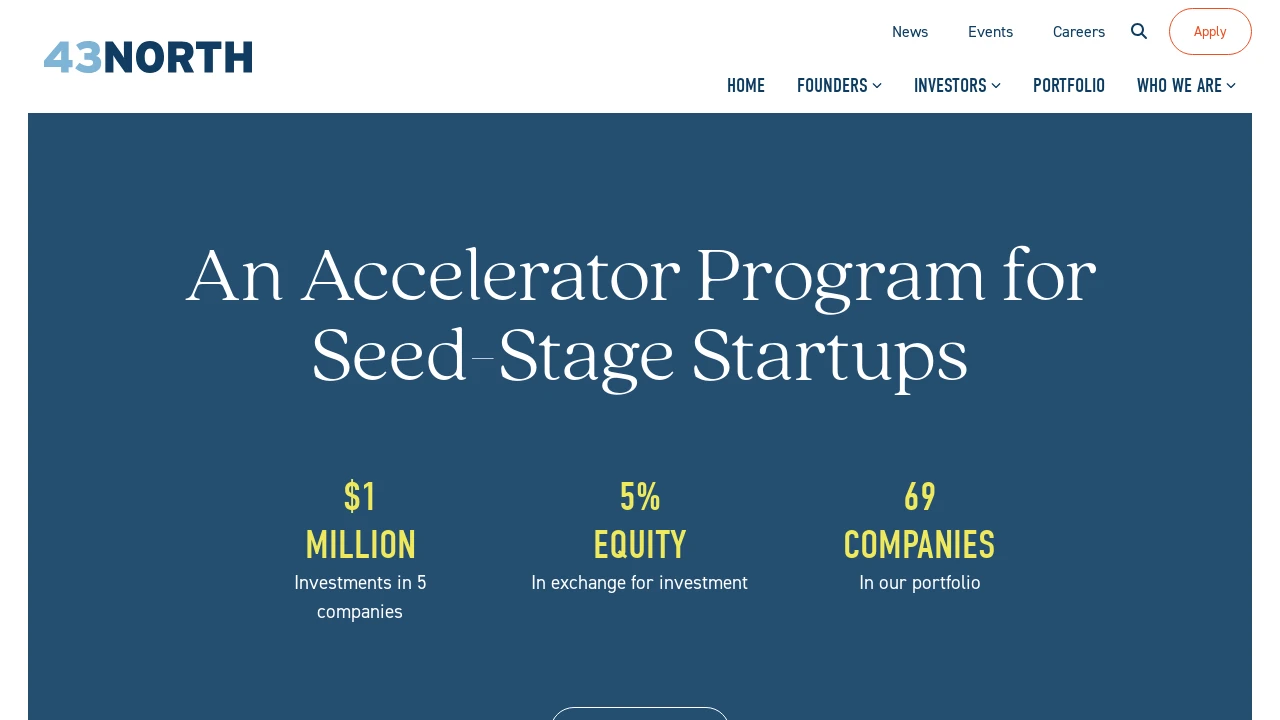 News
Events
Careers
Apply
43NORTH
HOME
FOUNDERS
INVESTORS
PORTFOLIO
WHO WE ARE
An Accelerator Program for
Seed-Stage Startups
$1
MILLION
Investments in 5
companies
5%
EQUITY
In exchange for investment
69
COMPANIES
In our portfolio